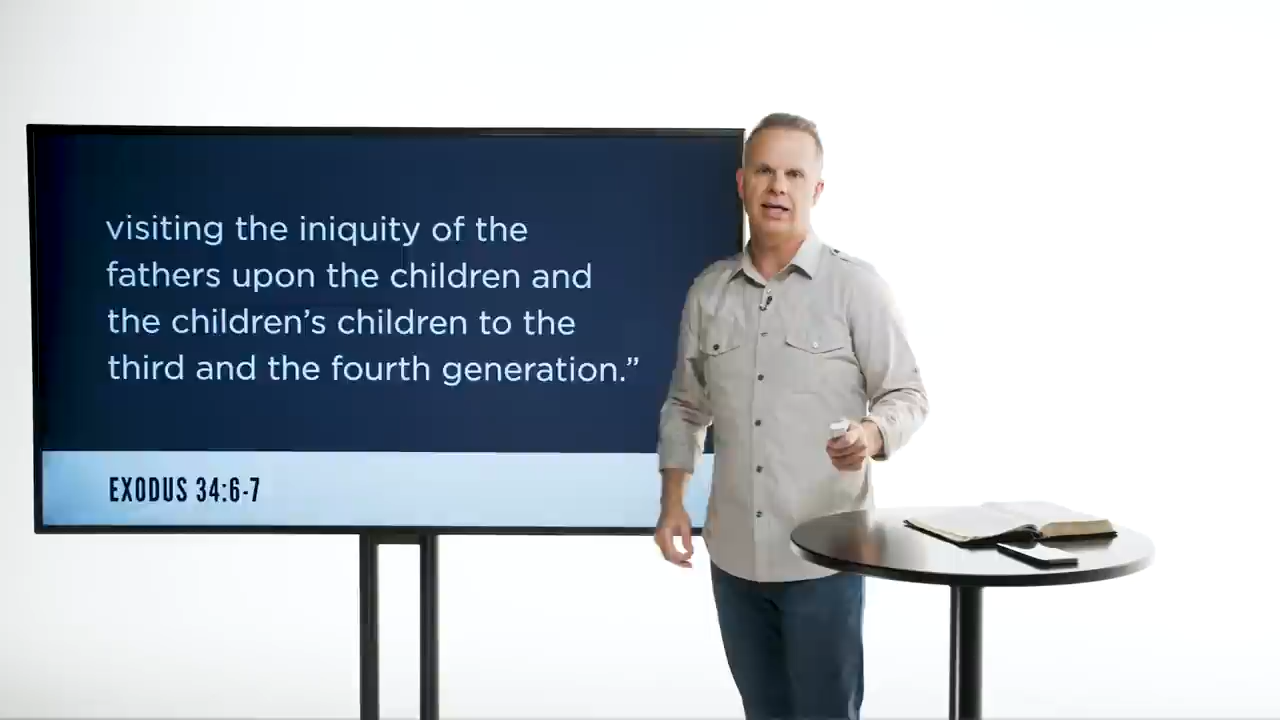 visiting the iniquity of the
fathers upon the children and
the children’s children to the
third and the fourth generation.”
EXODUS 34:6-7